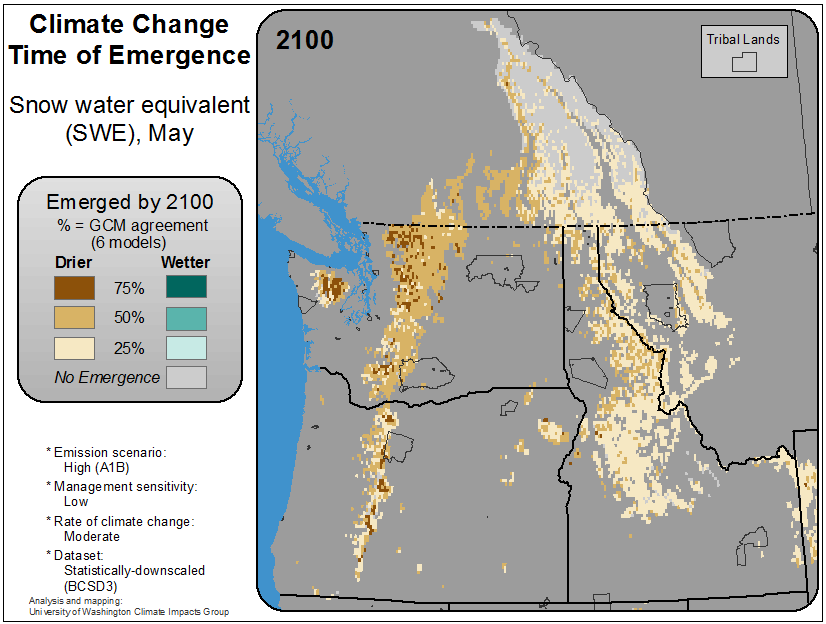 Climate Change
Time of Emergence
Snow water equivalent
(SWE), May
Emerged by 2100
% = GCM agreement
(6 models)
Drier Wetter
75%
50%
25%
No Emergence
* Emission scenario:
High (A1B)
* Management sensitivity:
Low
* Rate of climate change:
Moderate
* Dataset:
Statistically-downscaled
(BCSD3)
Analysis and mapping:
University of Washington Climate Impacts Group
2100
Tribal Lands